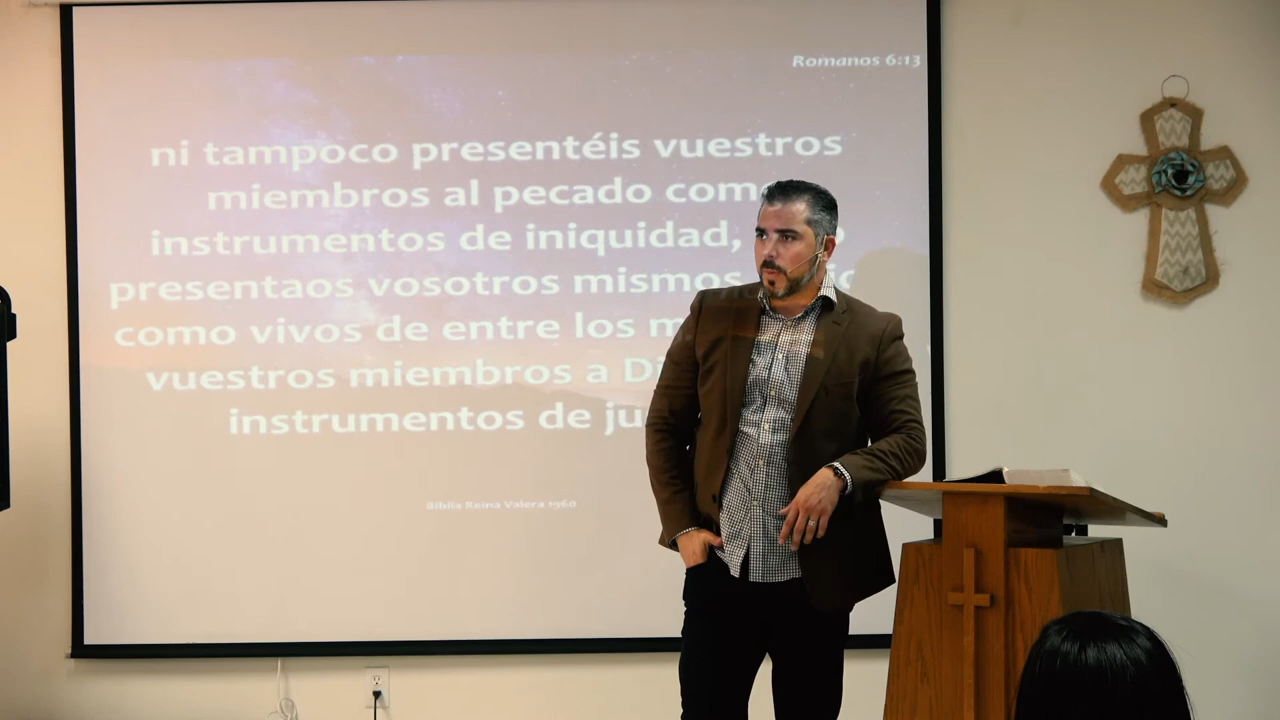 Romanos 6:13
ni tampoco presentéis vuestros
miembros al pecado como
instrumentos de iniquidad,
presentaos vosotros mismos
como vivos de entre los
vuestros miembros a
instrumentos de
Biblia Reina Valera 1960